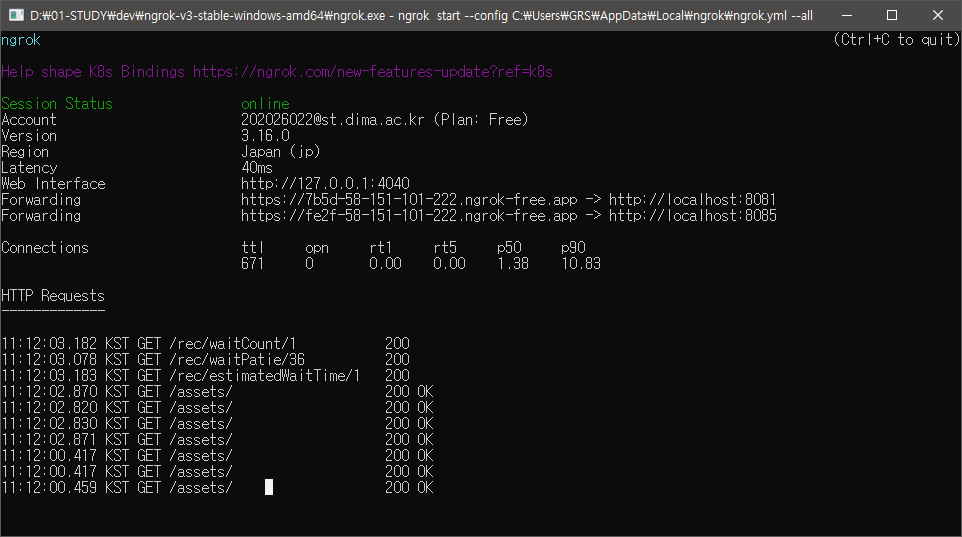 D:₩01-STUDY₩dev₩ngrok-v3-stable-windows-amd64₩ngrok.exe - ngrok start --config C:₩Users₩GRS₩AppData₩Local₩ngrok₩ngrok.yml --all
ngrok (Ctrl+C to quit)
Help shape K8s Bindings https://ngrok.com/new-features-update?ref=k8s
Session Status online
Account 202026022@st.dima.ac.kr (Plan: Free)
Version 3.16.0
Region Japan (jp)
Latency 40ms
Web Interface http://127.0.0.1:4040
Forwarding https://7b5d-58-151-101-222.ngrok-free.app -> http://localhost:8081
Forwarding https://fe2f-58-151-101-222.ngrok-free.app -> http://localhost:8085
Connections ttl opn rt1 rt5 p50 p90
671 0 0.00 0.00 1.38 10.83
HTTP Requests
-------------
11:12:03.182 KST GET /rec/waitCount/1 200
11:12:03.078 KST GET /rec/waitPatie/36 200
11:12:03.183 KST GET /rec/estimatedWaitTime/1 200
11:12:02.870 KST GET /assets/ 200 OK
11:12:02.820 KST GET /assets/ 200 OK
11:12:02.830 KST GET /assets/ 200 OK
11:12:02.871 KST GET /assets/ 200 OK
11:12:00.417 KST GET /assets/ 200 OK
11:12:00.417 KST GET /assets/ 200 OK
11:12:00.459 KST GET /assets/ 200 OK